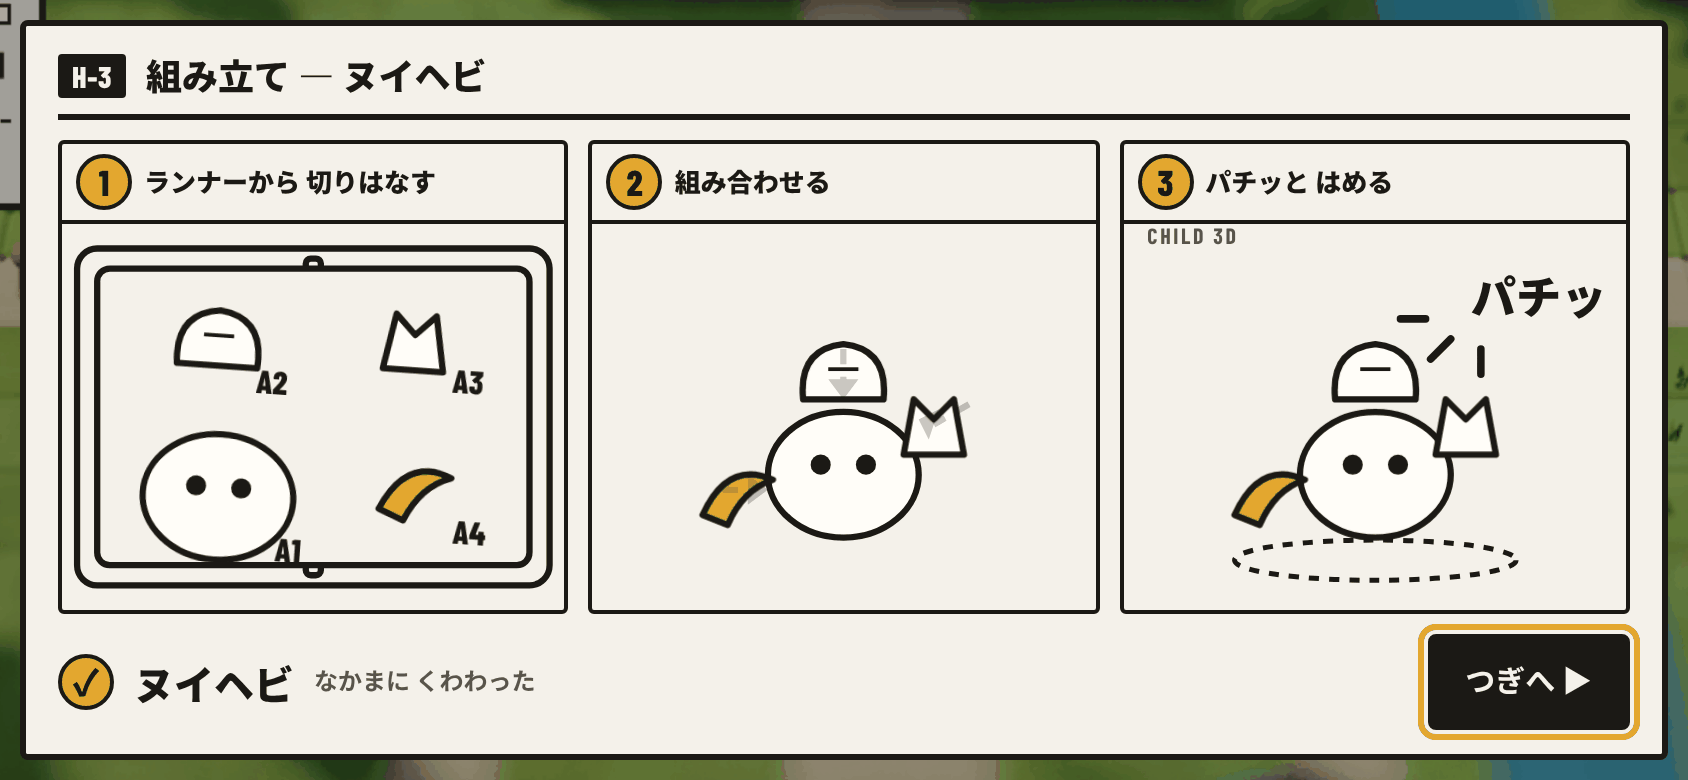 H-3 組み立て — ヌイヘビ
1 ランナーから 切りはなす
A2
A3
A1
A4
2 組み合わせる
3 パチッと はめる
CHILD 3D
パチッ
✓ ヌイヘビ なかまに くわわった
つぎへ ▶